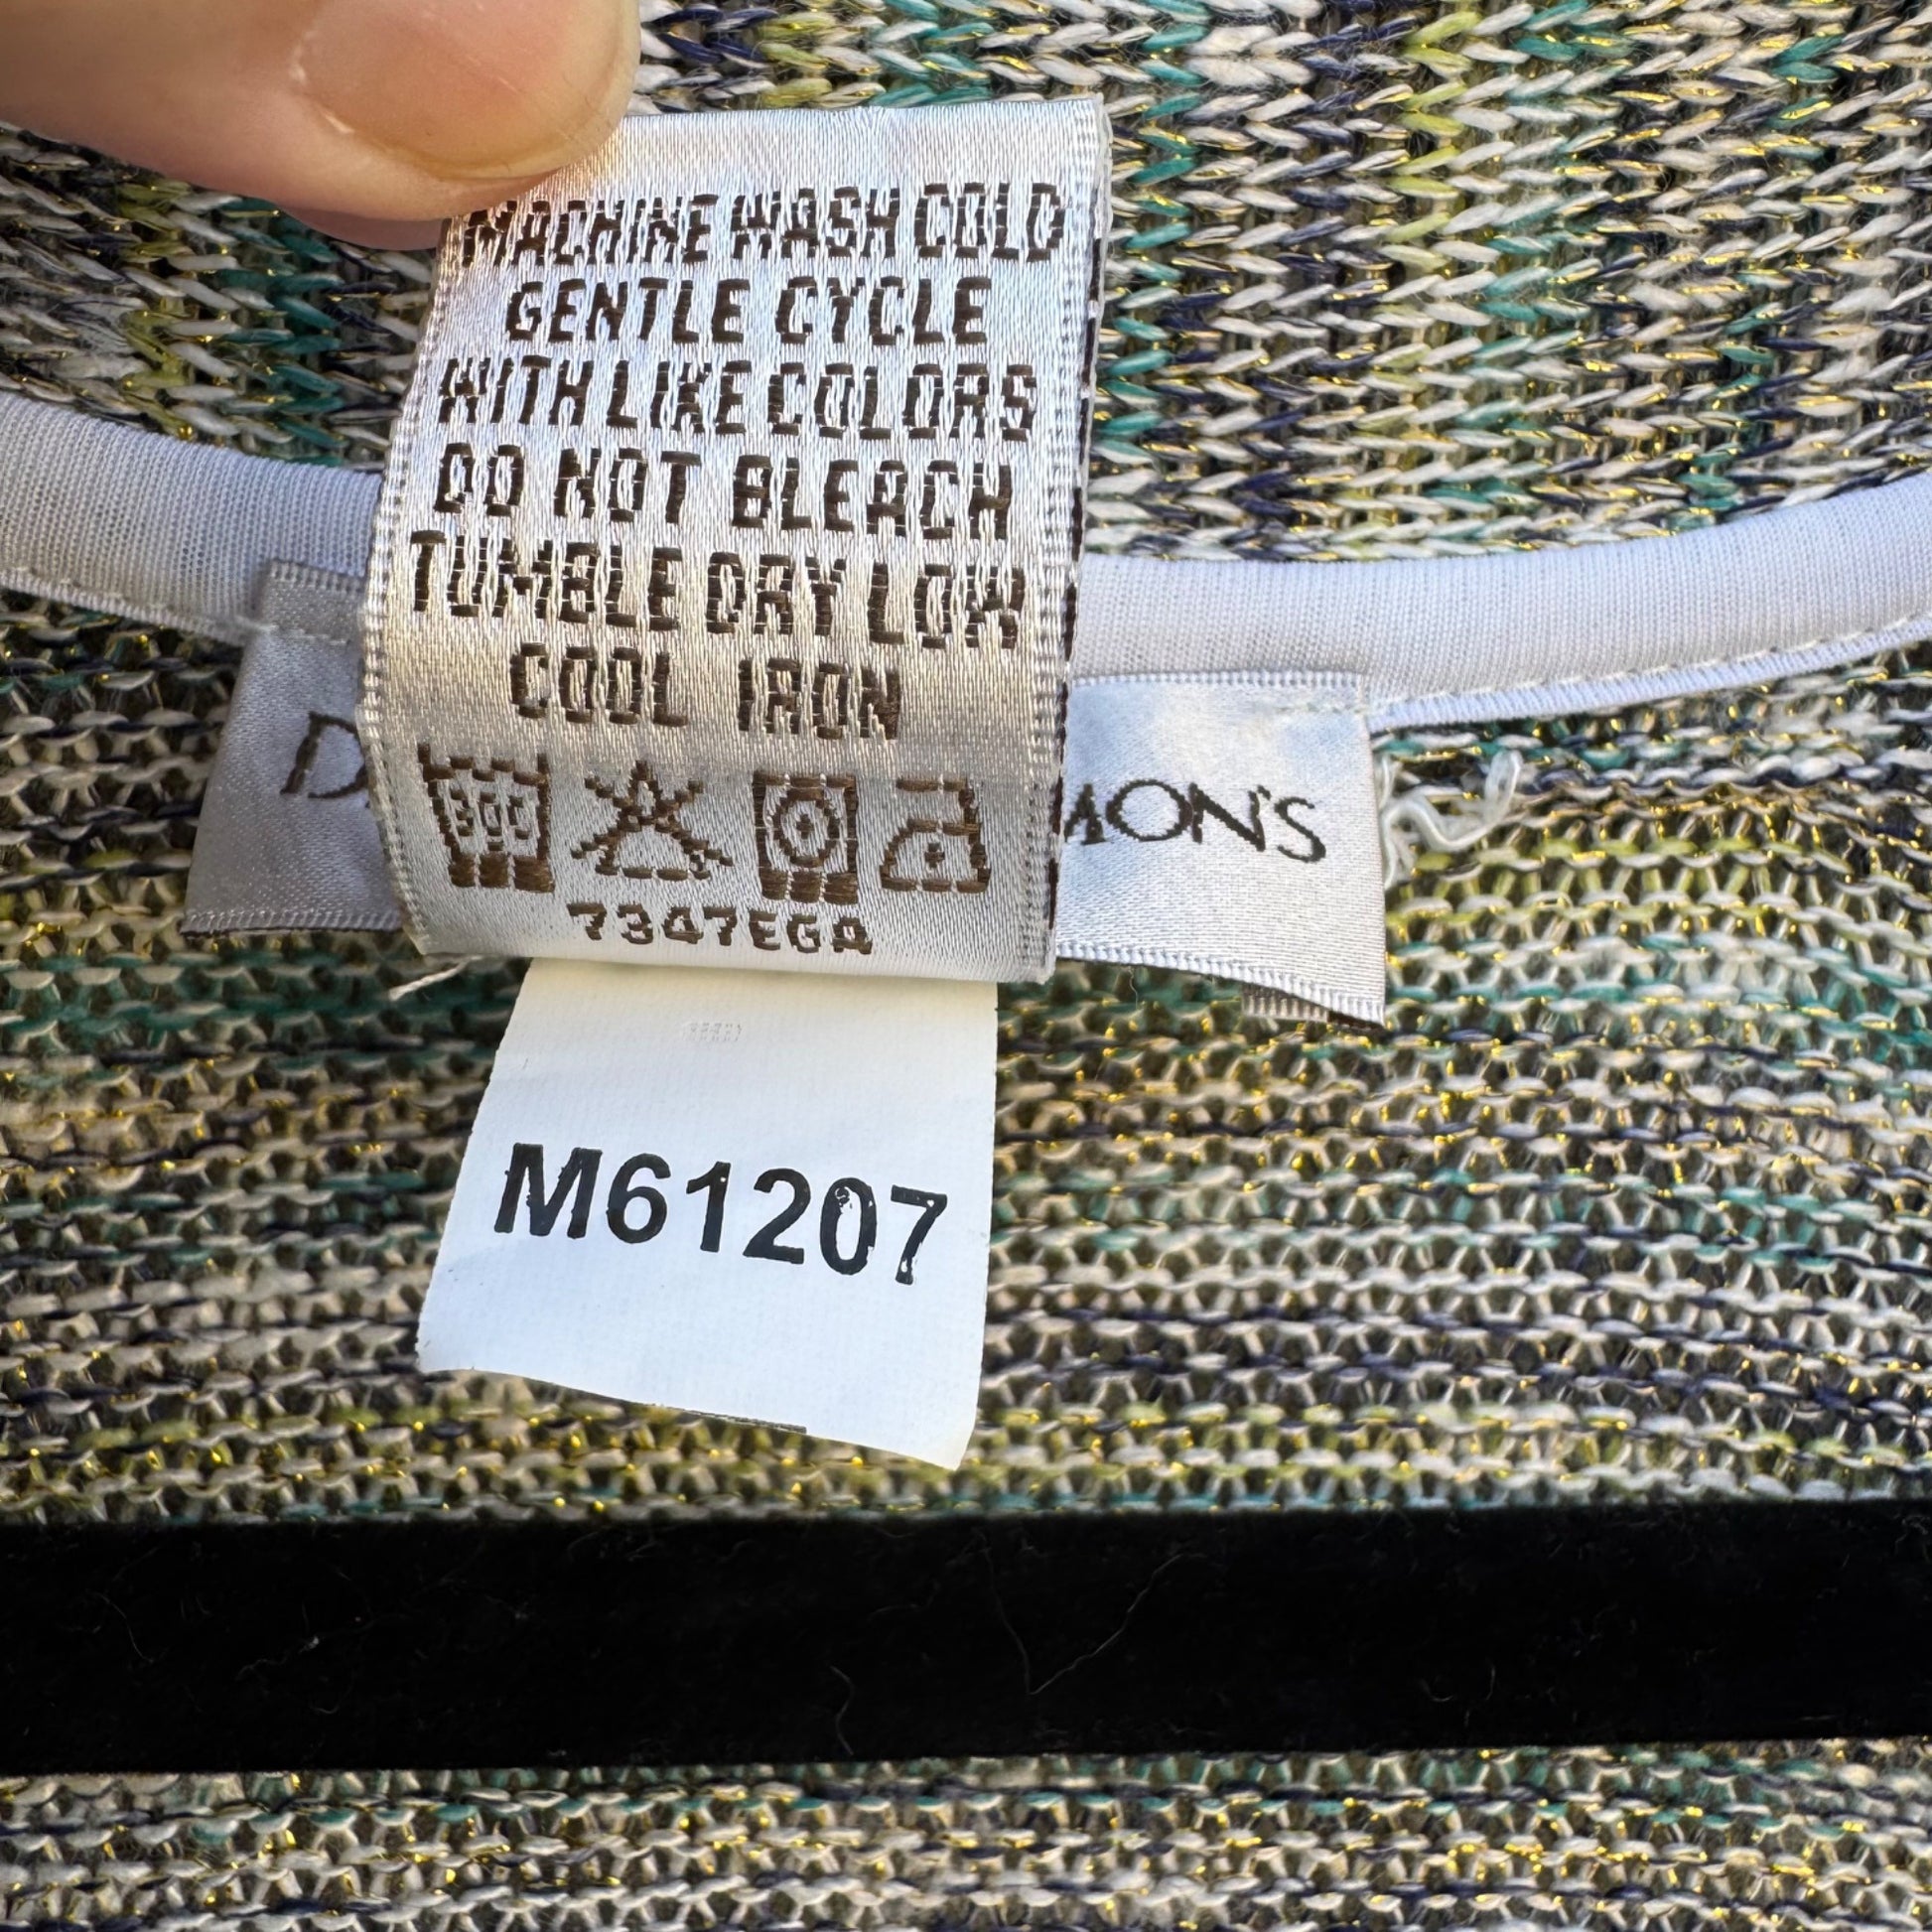 MACHINE WASH COLD
GENTLE CYCLE
WITH LIKE COLORS
DO NOT BLEACH
TUMBLE DRY LOW
COOL IRON
30C
7347EGA
D
MON'S
M61207